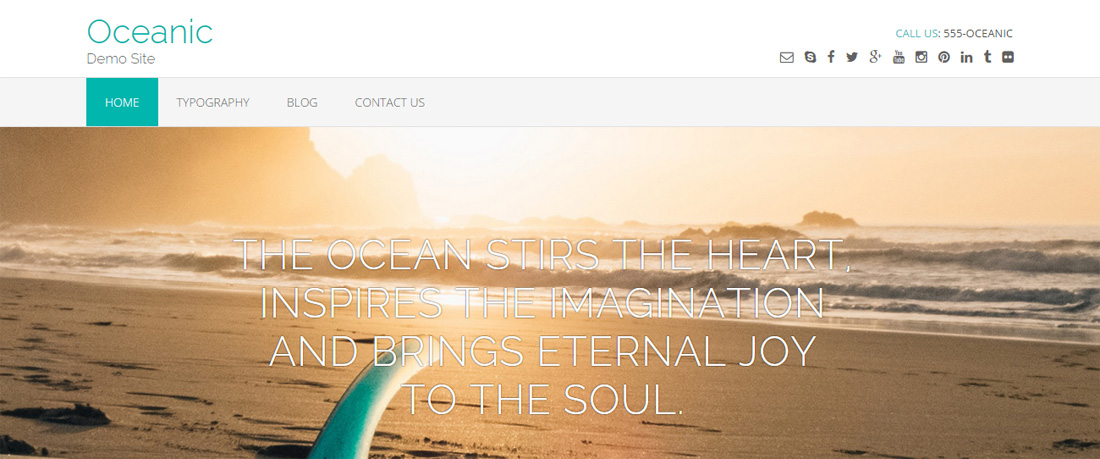 Oceanic
Demo Site
CALL US: 555-OCEANIC
HOME
TYPOGRAPHY
BLOG
CONTACT US
THE OCEAN STIRS THE HEART,
INSPIRES THE IMAGINATION
AND BRINGS ETERNAL JOY
TO THE SOUL.